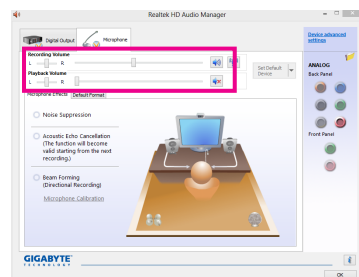 Realtek HD Audio Manager
Digital Output
Microphone
Device advanced
settings
Recording Volume
L
R
Playback Volume
L
R
Set Default
Device
ANALOG
Back Panel
Microphone Effects
Default Format
Noise Suppression
Acoustic Echo Cancellation
(The function will become
valid starting from the next
recording.)
Beam Forming
(Directional Recording)
Microphone Calibration
Front Panel
GIGABYTE
TECHNOLOGY
OK